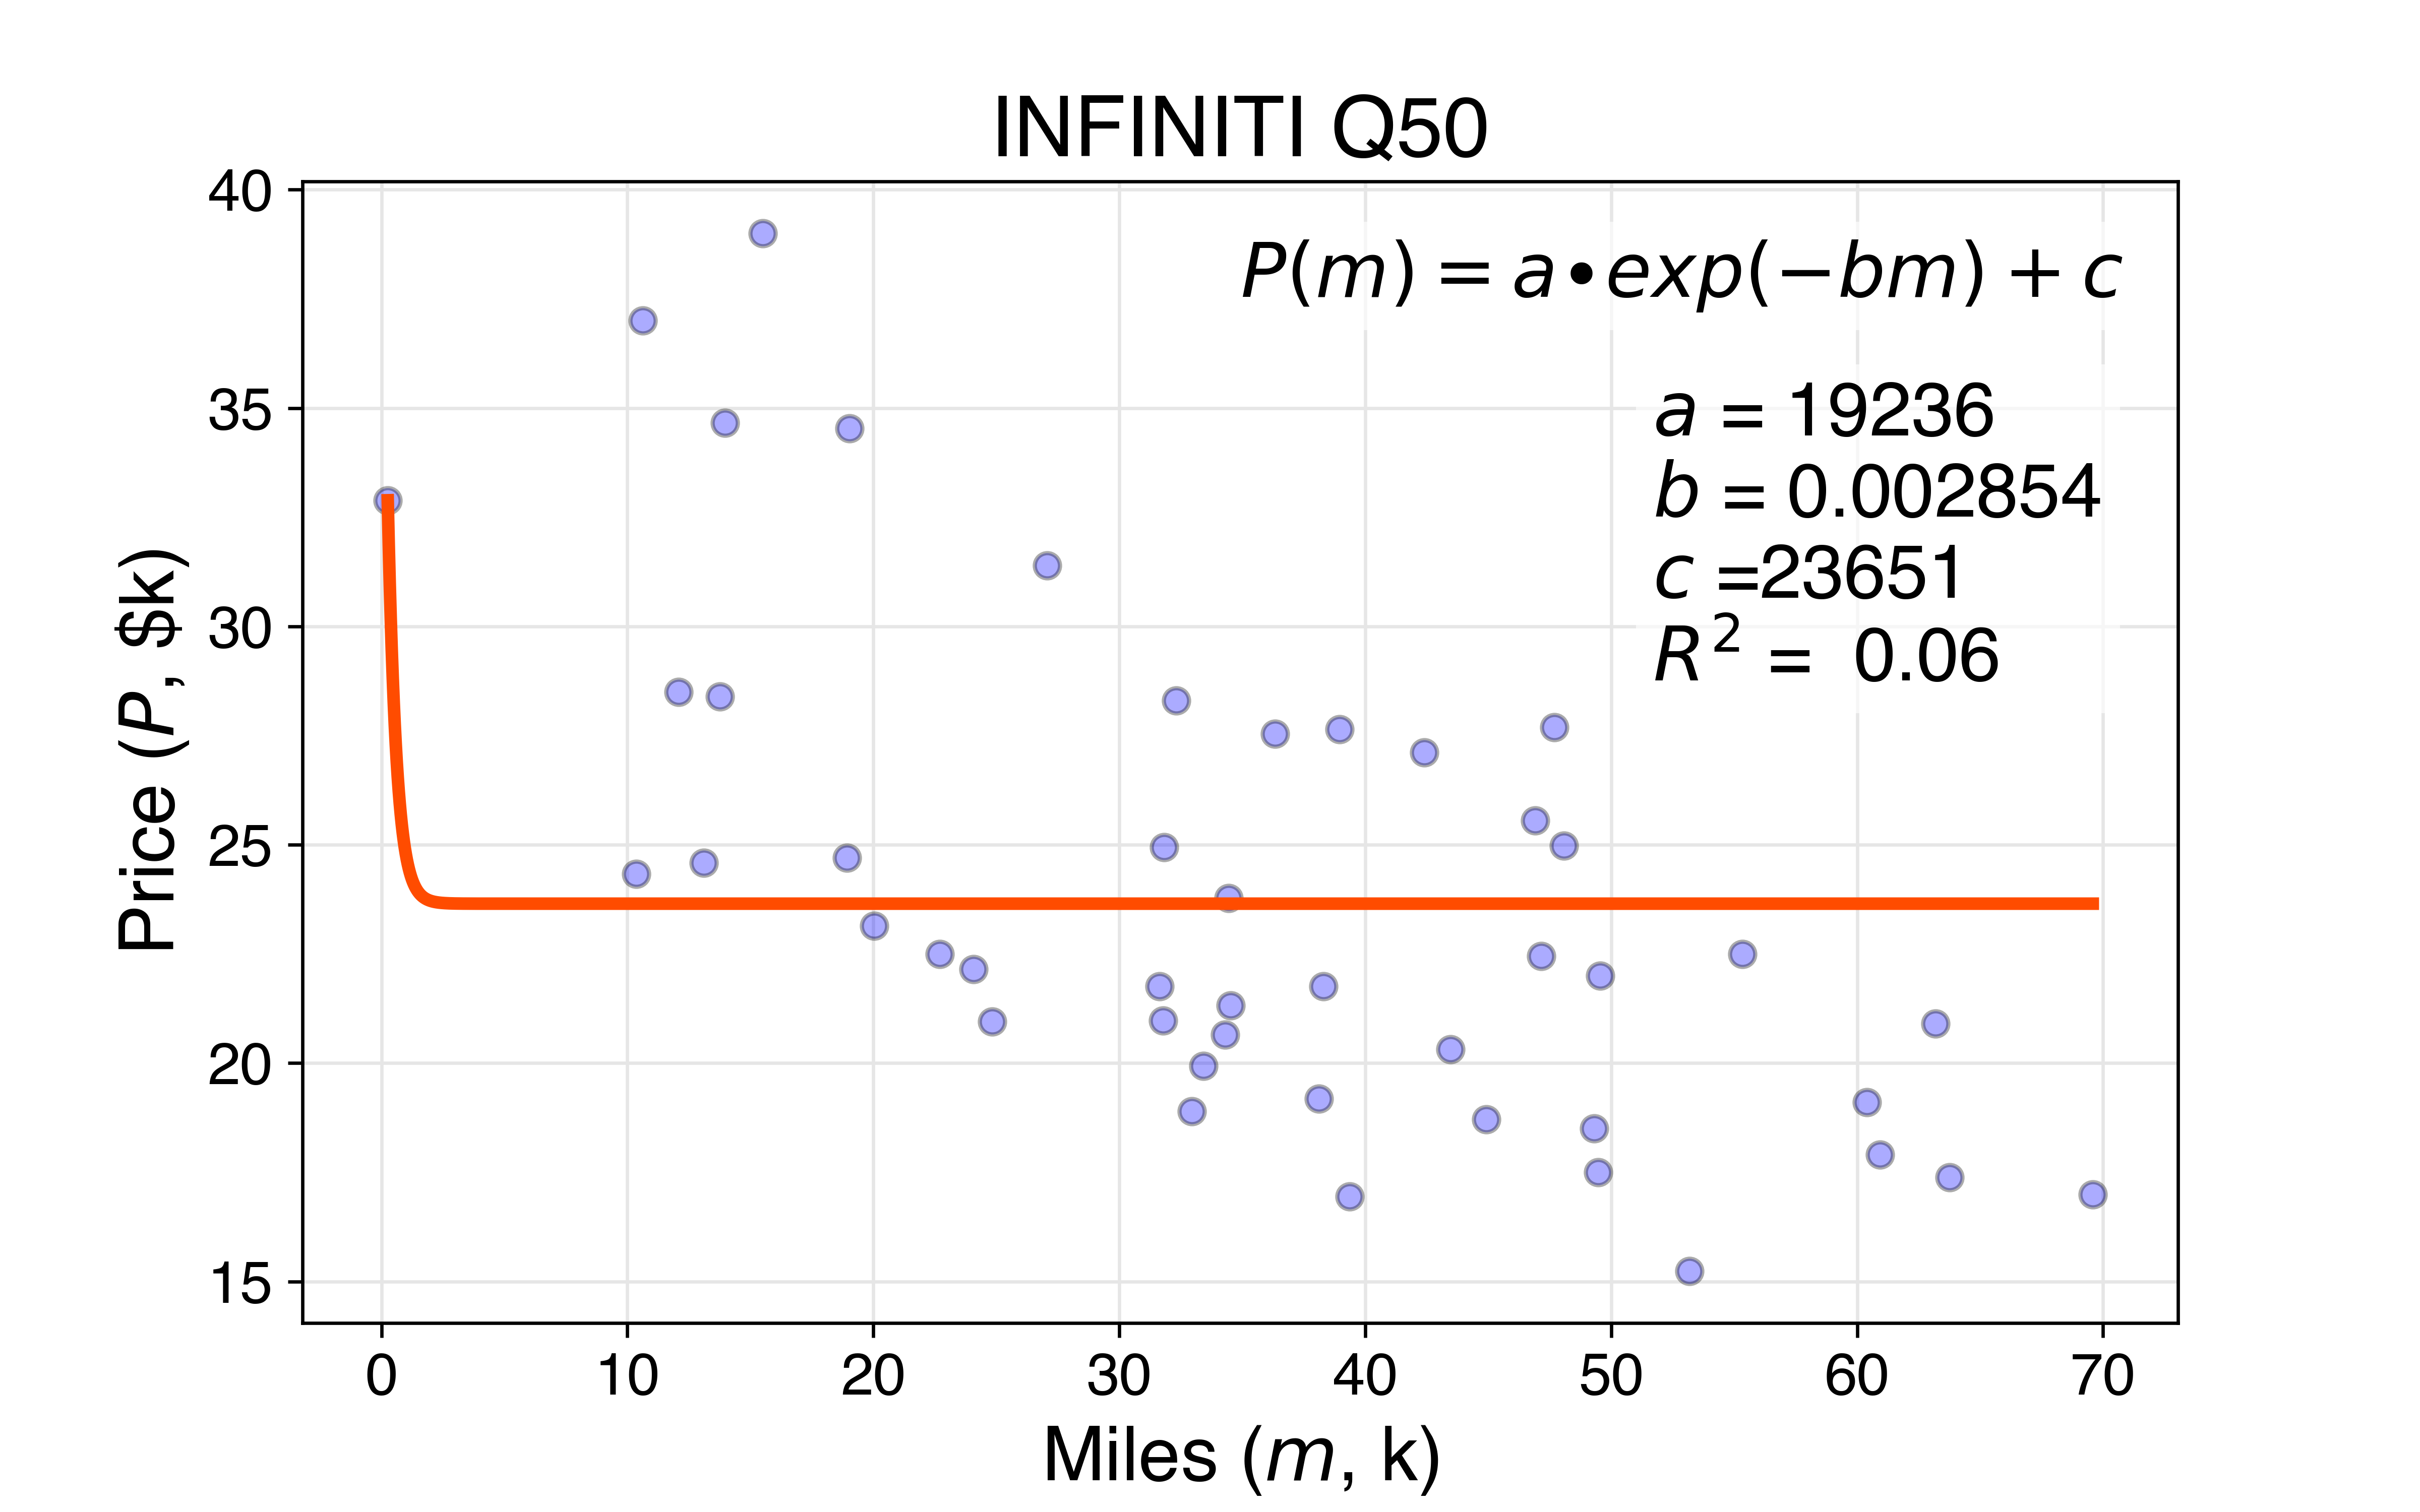 INFINITI Q50
P(m) = a•exp(−bm) + c
a = 19236
b = 0.002854
c =23651
R² = 0.06
Price (P, $k)
40
35
30
25
20
15
0 10 20 30 40 50 60 70
Miles (m, k)